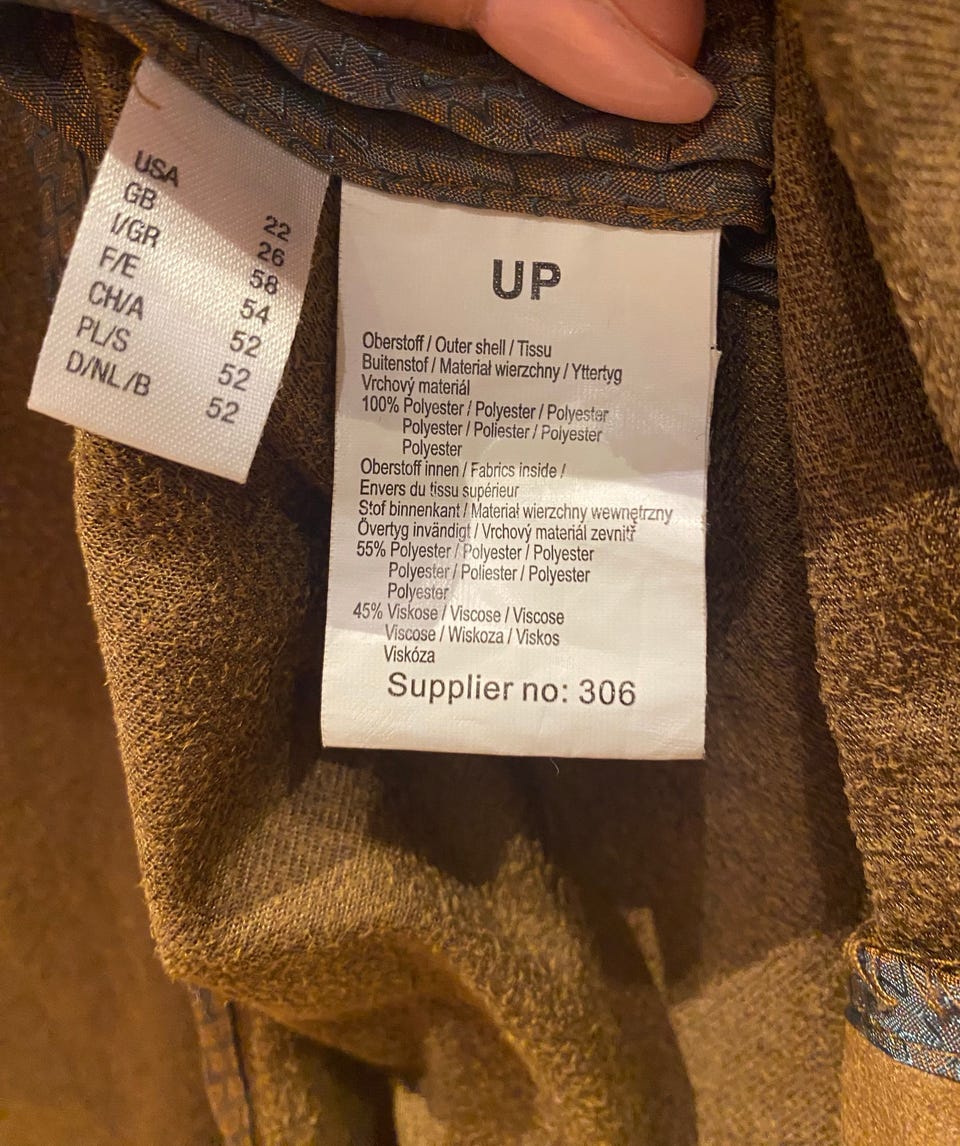 USA 22
GB 26
I/GR 58
F/E 54
CH/A 52
PL/S 52
D/NL/B 52
UP
Oberstoff / Outer shell / Tissu
Buitenstof / Materiał wierzchny / Yttertyg
Vrchový materiál
100% Polyester / Polyester / Polyester
Polyester / Poliester / Polyester
Polyester
Oberstoff innen / Fabrics inside /
Envers du tissu supérieur
Stof binnenkant / Materiał wierzchny wewnętrzny
Övertyg invändigt / Vrchový materiál zevnitř
55% Polyester / Polyester / Polyester
Polyester / Poliester / Polyester
Polyester
45% Viskose / Viscose / Viscose
Viscose / Wiskoza / Viskos
Viskóza
Supplier no: 306